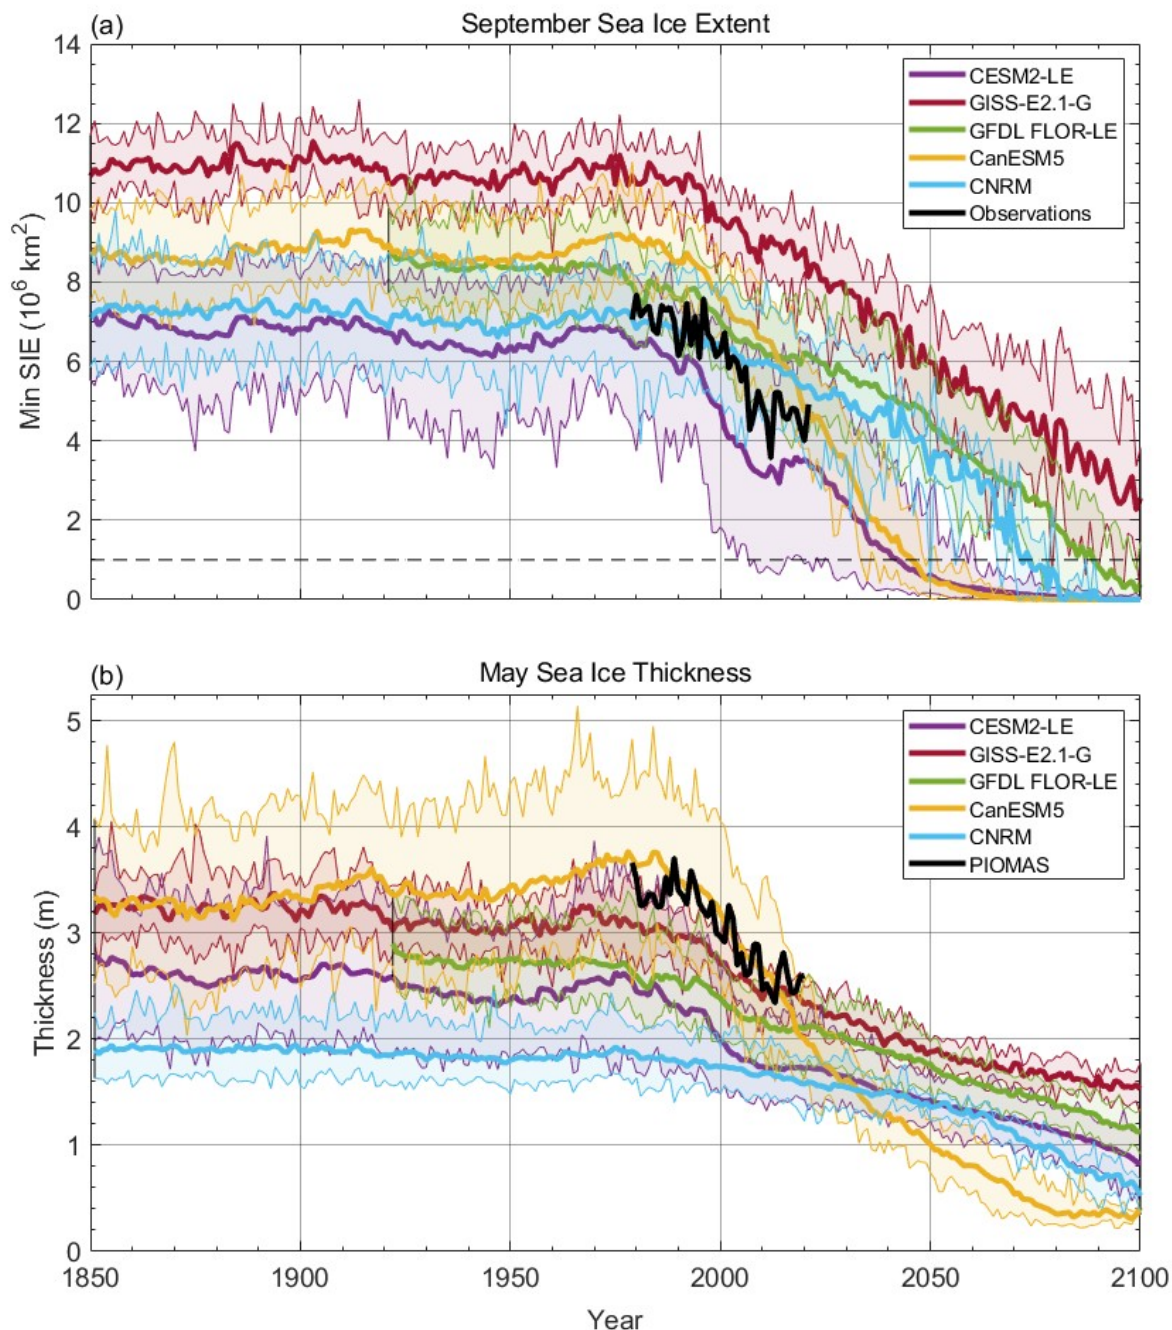 (a)
September Sea Ice Extent
14
12
10
8
6
4
2
0
Min SIE (10⁶ km²)
CESM2-LE
GISS-E2.1-G
GFDL FLOR-LE
CanESM5
CNRM
Observations
(b)
May Sea Ice Thickness
5
4
3
2
1
0
Thickness (m)
CESM2-LE
GISS-E2.1-G
GFDL FLOR-LE
CanESM5
CNRM
PIOMAS
1850 1900 1950 2000 2050 2100
Year